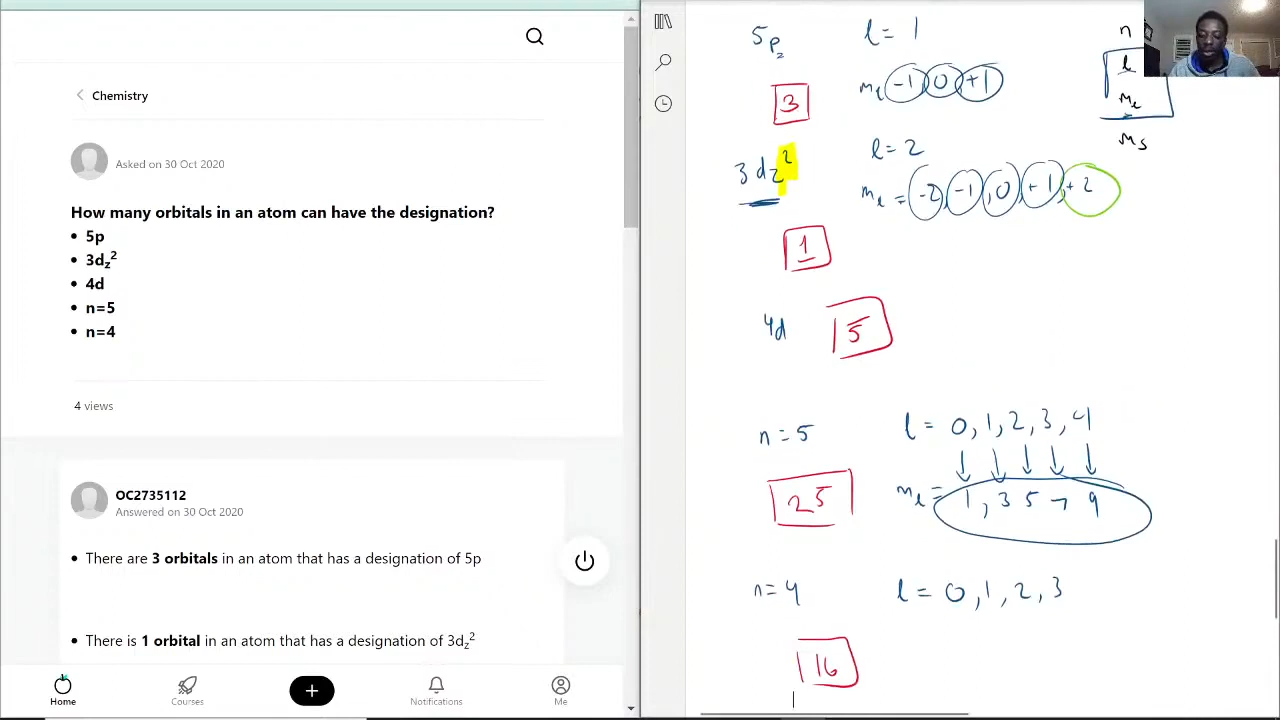 Chemistry
Asked on 30 Oct 2020
How many orbitals in an atom can have the designation?
• 5p
• 3dz²
• 4d
• n=5
• n=4
4 views
OC2735112
Answered on 30 Oct 2020
• There are 3 orbitals in an atom that has a designation of 5p
• There is 1 orbital in an atom that has a designation of 3dz²
Home
Courses
Notifications
Me
5pz l = 1
3
ml -1 0 +1
n
l
ml
ms
3dz² l = 2
ml = -2, -1, 0, +1, +2
1
4d 5
n = 5 l = 0, 1, 2, 3, 4
25
ml = 1, 3 5 7 9
n = 4 l = 0, 1, 2, 3
16